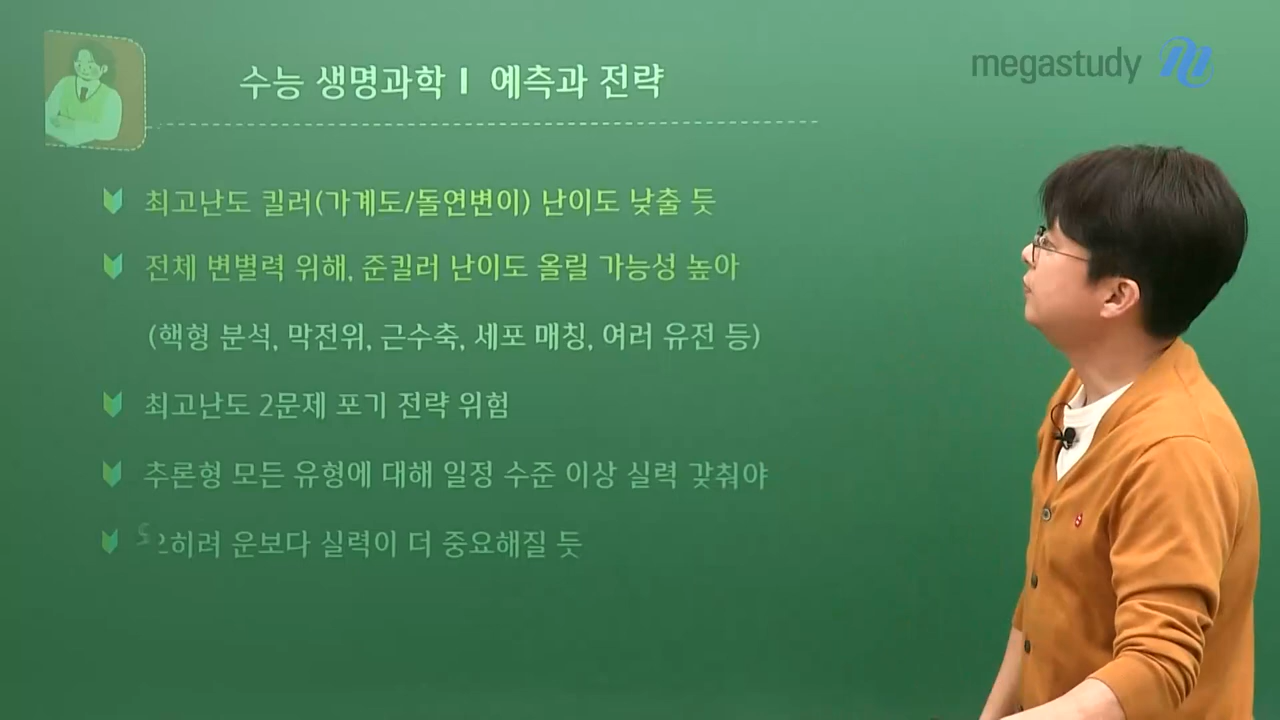 megastudy
수능 생명과학Ⅰ 예측과 전략
최고난도 킬러(가계도/돌연변이) 난이도 낮출 듯
전체 변별력 위해, 준킬러 난이도 올릴 가능성 높아
(핵형 분석, 막전위, 근수축, 세포 매칭, 여러 유전 등)
최고난도 2문제 포기 전략 위험
추론형 모든 유형에 대해 일정 수준 이상 실력 갖춰야
오히려 운보다 실력이 더 중요해질 듯